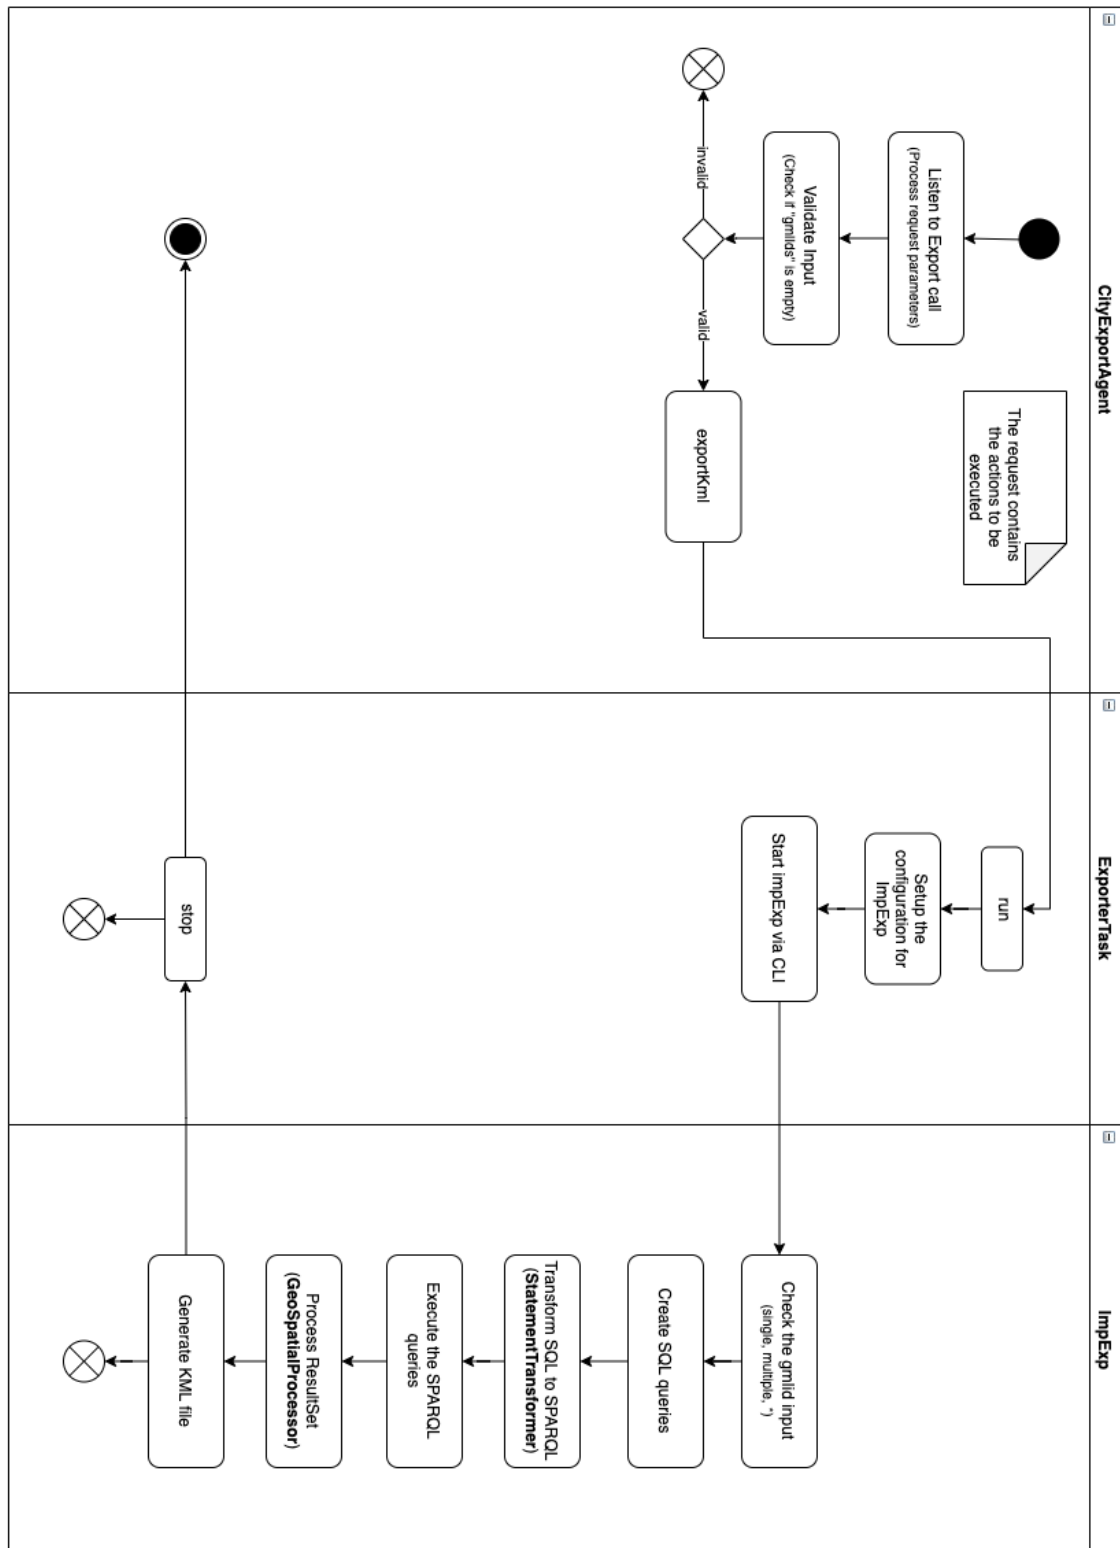 CityExportAgent
Listen to Export call
(Process request parameters)
The request contains
the actions to be
executed
Validate Input
(Check if "gmlIds" is empty)
invalid
valid
exportKml
ExporterTask
run
Setup the
configuration for
ImpExp
Start impExp via CLI
stop
ImpExp
Check the gmlid input
(single, multiple, *)
Create SQL queries
Transform SQL to SPARQL
(StatementTransformer)
Execute the SPARQL
queries
Process ResultSet
(GeoSpatialProcessor)
Generate KML file